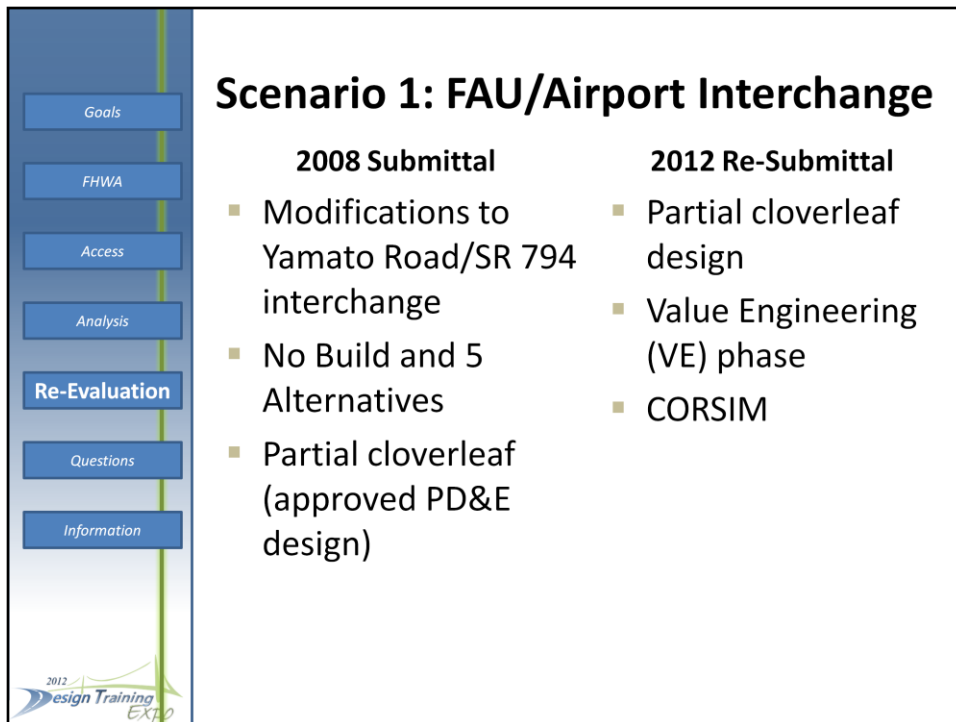 Goals
FHWA
Access
Analysis
Re-Evaluation
Questions
Information
2012
Design Training
Expo
Scenario 1: FAU/Airport Interchange
2008 Submittal
Modifications to
Yamato Road/SR 794
interchange
No Build and 5
Alternatives
Partial cloverleaf
(approved PD&E
design)
2012 Re-Submittal
Partial cloverleaf
design
Value Engineering
(VE) phase
CORSIM